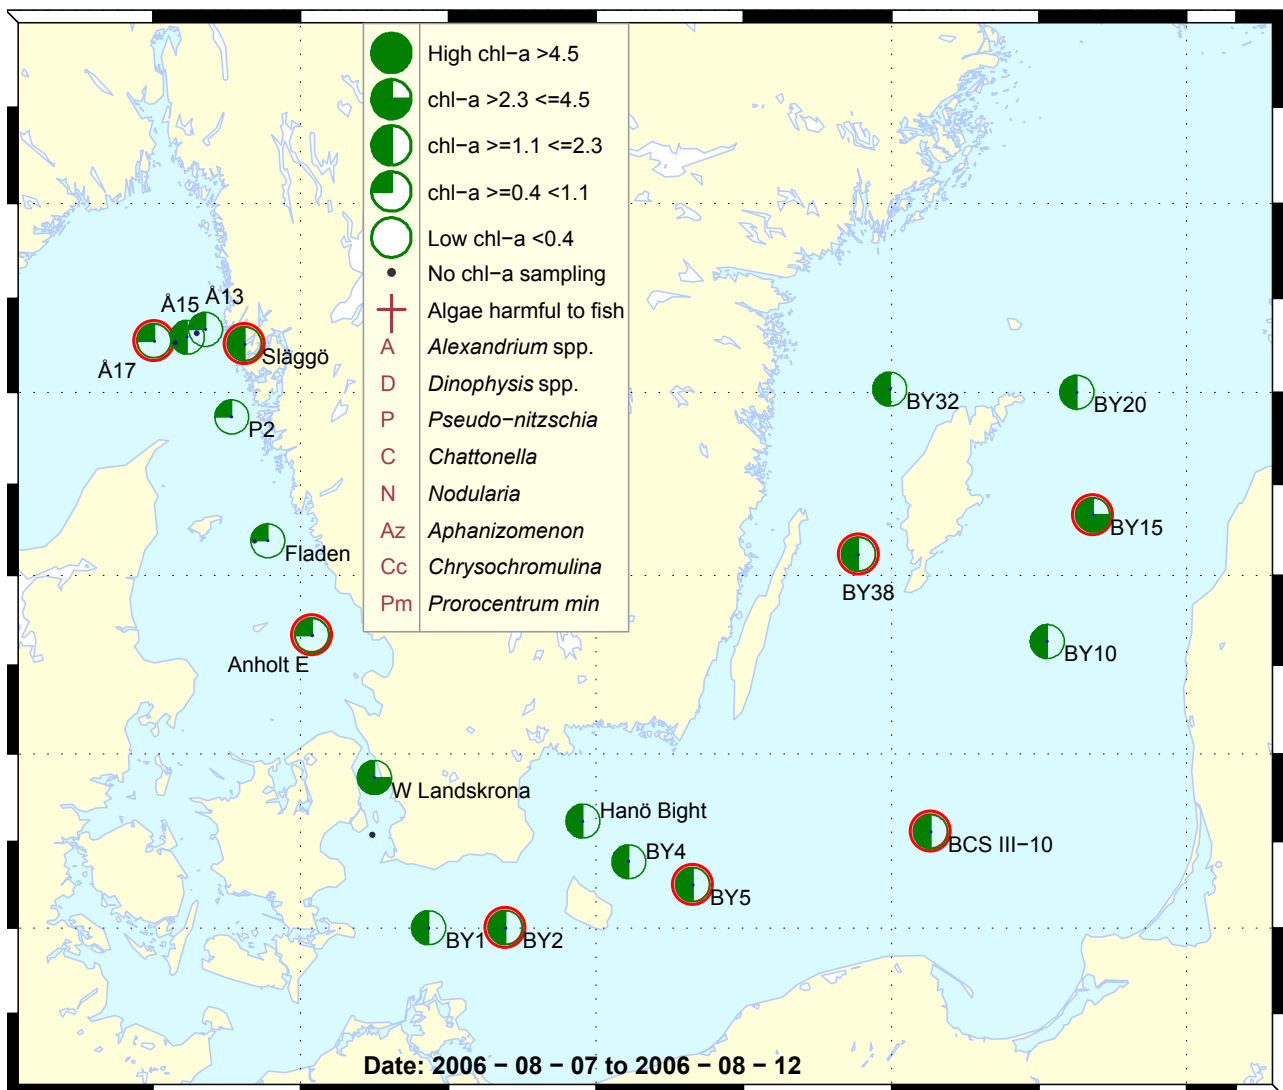 High chl−a >4.5
chl−a >2.3 <=4.5
chl−a >=1.1 <=2.3
chl−a >=0.4 <1.1
Low chl−a <0.4
No chl−a sampling
Algae harmful to fish
A Alexandrium spp.
D Dinophysis spp.
P Pseudo−nitzschia
C Chattonella
N Nodularia
Az Aphanizomenon
Cc Chrysochromulina
Pm Prorocentrum min
Å13
Å15
Å17
Släggö
P2
Fladen
Anholt E
W Landskrona
BY32
BY20
BY15
BY38
BY10
Hanö Bight
BY4
BCS III−10
BY5
BY1
BY2
Date: 2006 − 08 − 07 to 2006 − 08 − 12